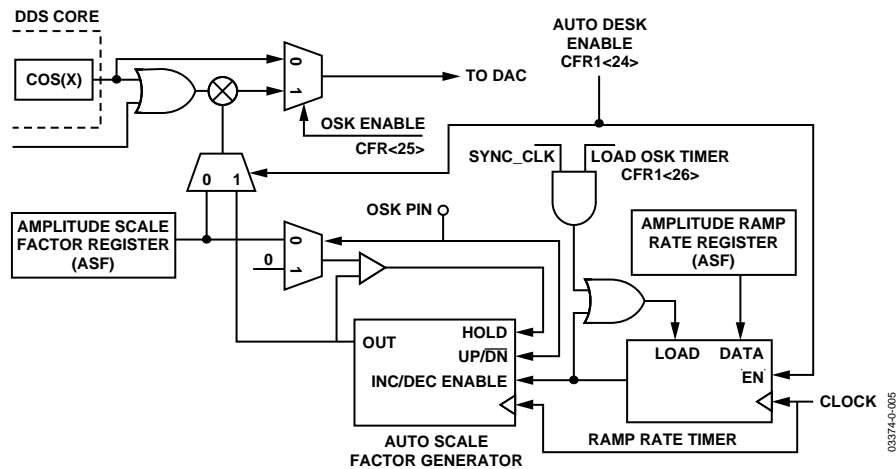 DDS CORE
COS(X)
0
1
TO DAC
OSK ENABLE
CFR<25>
AUTO DESK
ENABLE
CFR1<24>
SYNC_CLK
LOAD OSK TIMER
CFR1<26>
0 1
AMPLITUDE SCALE
FACTOR REGISTER
(ASF)
OSK PIN
0
1
0
AMPLITUDE RAMP
RATE REGISTER
(ASF)
OUT
HOLD
UP/DN
INC/DEC ENABLE
LOAD DATA
EN
CLOCK
RAMP RATE TIMER
AUTO SCALE
FACTOR GENERATOR
03374-0-005